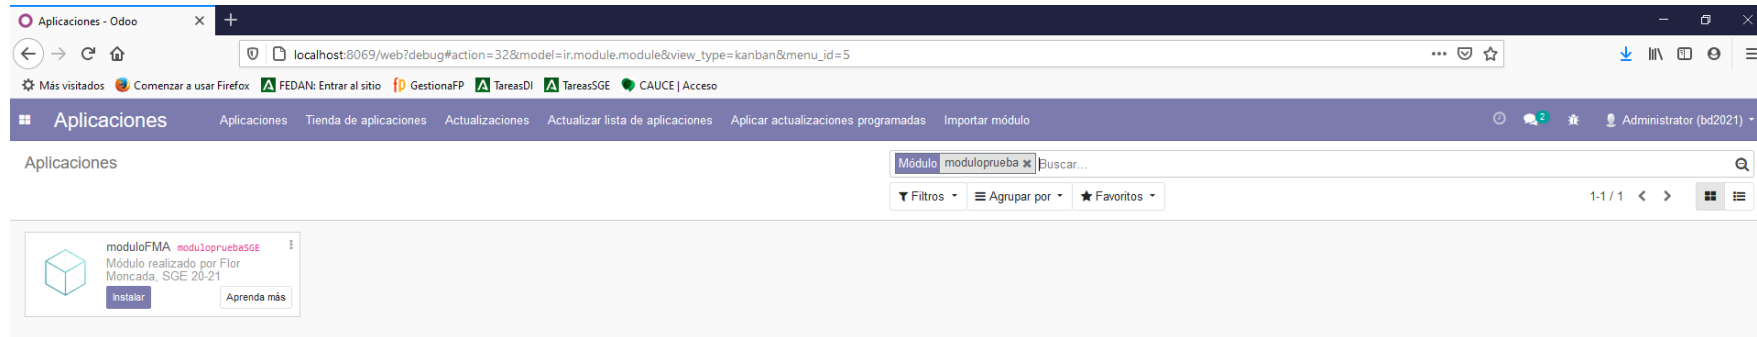 Aplicaciones - Odoo
localhost:8069/web?debug#action=32&model=ir.module.module&view_type=kanban&menu_id=5
Más visitados Comenzar a usar Firefox FEDAN: Entrar al sitio GestionaFP TareasDI TareasSGE CAUCE | Acceso
Aplicaciones Aplicaciones Tienda de aplicaciones Actualizaciones Actualizar lista de aplicaciones Aplicar actualizaciones programadas Importar módulo 2 Administrator (bd2021)
Aplicaciones Módulo moduloprueba Buscar...
Filtros Agrupar por Favoritos 1-1 / 1
moduloFMA modulopruebaSGE
Módulo realizado por Flor
Moncada, SGE 20-21
Instalar Aprenda más